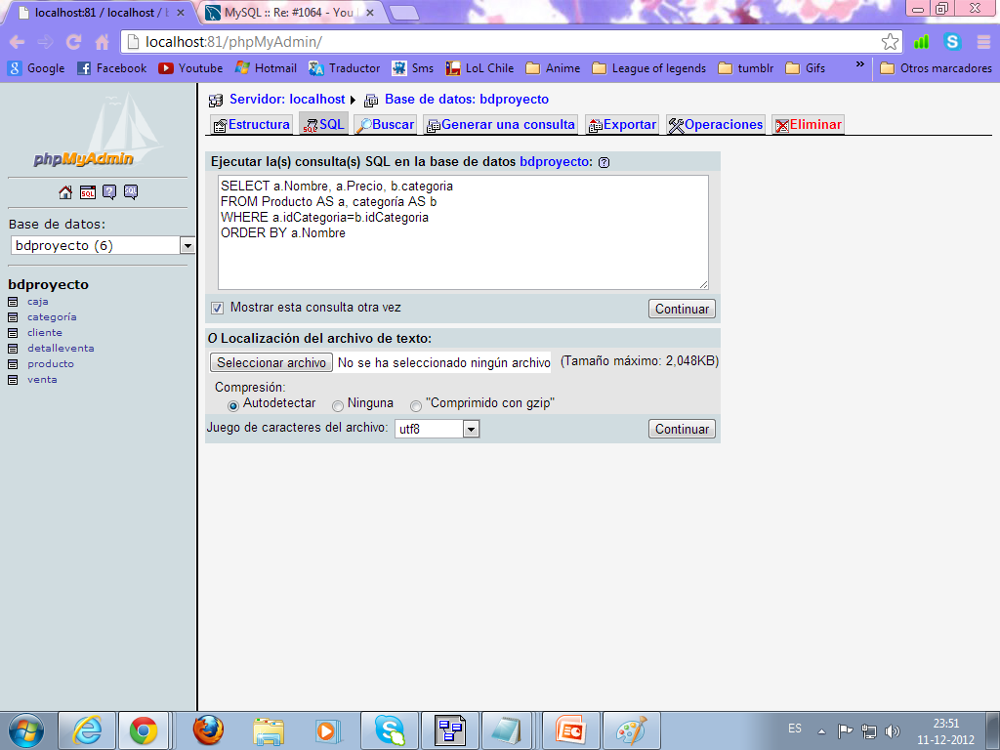 localhost:81 / localhost / b
MySQL :: Re: #1064 - You
localhost:81/phpMyAdmin/
Google
Facebook
Youtube
Hotmail
Traductor
Sms
LoL Chile
Anime
League of legends
tumblr
Gifs
»
Otros marcadores
phpMyAdmin
SQL
SQL
Base de datos:
bdproyecto (6)
bdproyecto
caja
categoría
cliente
detalleventa
producto
venta
Servidor: localhost
Base de datos: bdproyecto
Estructura
SQL
Buscar
Generar una consulta
Exportar
Operaciones
Eliminar
Ejecutar la(s) consulta(s) SQL en la base de datos bdproyecto:
SELECT a.Nombre, a.Precio, b.categoria
FROM Producto AS a, categoría AS b
WHERE a.idCategoria=b.idCategoria
ORDER BY a.Nombre
Mostrar esta consulta otra vez
Continuar
O Localización del archivo de texto:
Seleccionar archivo No se ha seleccionado ningún archivo (Tamaño máximo: 2,048KB)
Compresión:
Autodetectar Ninguna "Comprimido con gzip"
Juego de caracteres del archivo: utf8
Continuar
ES
23:51
11-12-2012